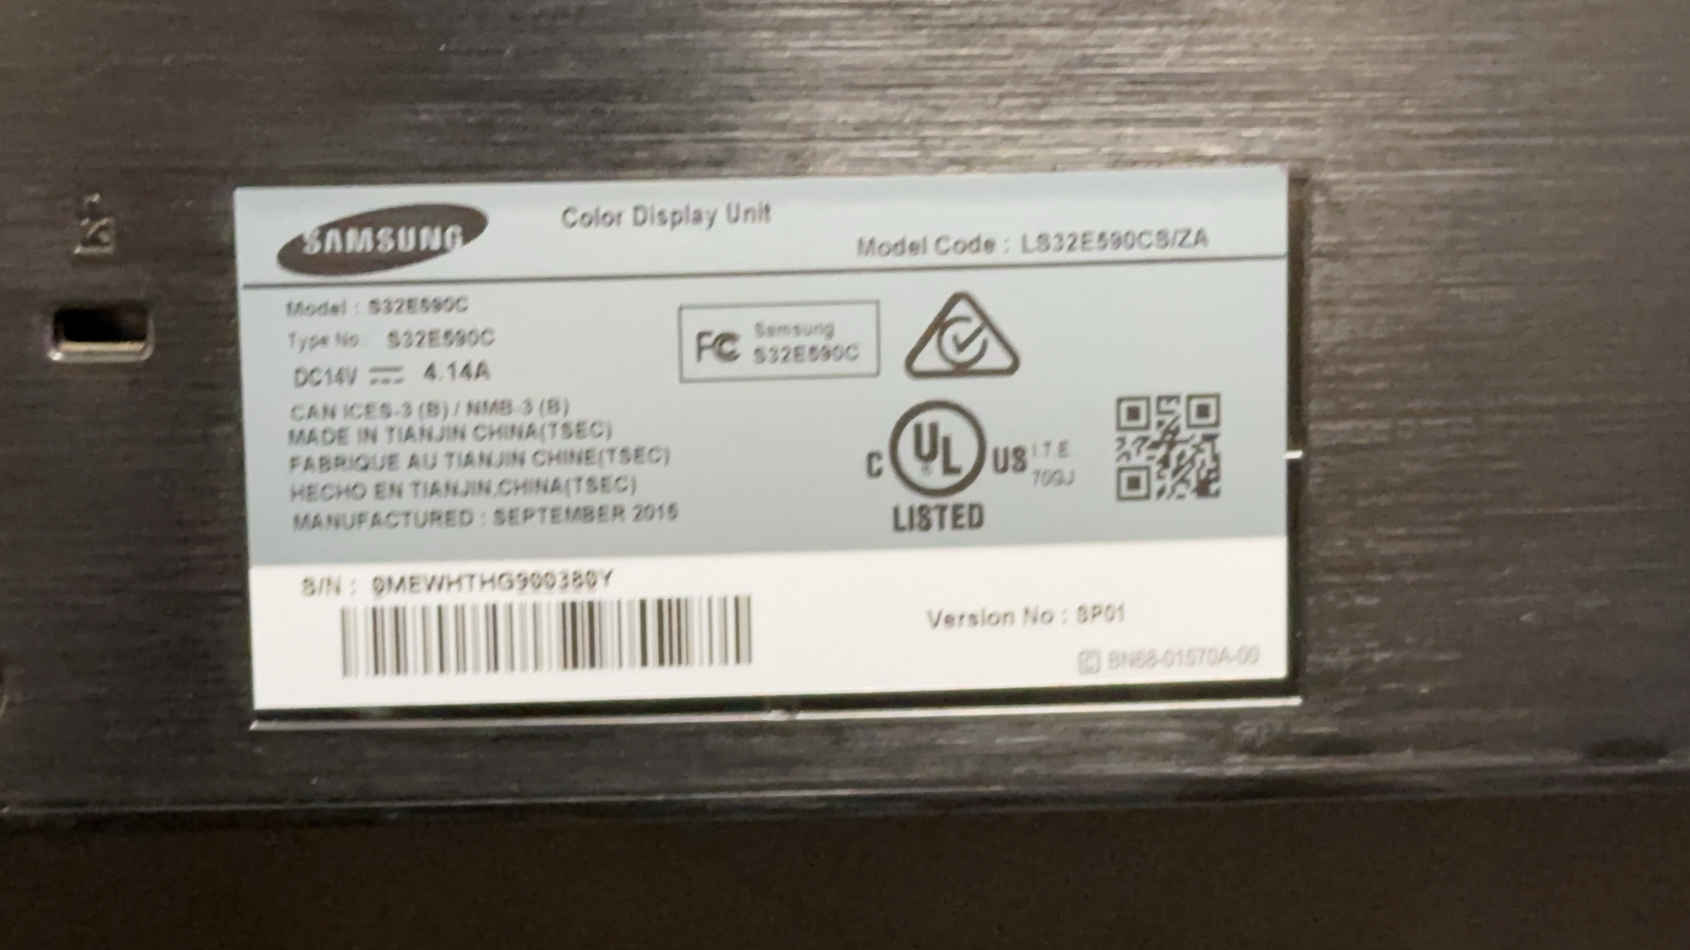 SAMSUNG
Color Display Unit
Model Code : LS32E590CS/ZA
Model : S32E590C
Type No. S32E590C
DC14V 4.14A
FC Samsung
S32E590C
CAN ICES-3 (B) / NMB-3 (B)
MADE IN TIANJIN CHINA(TSEC)
FABRIQUE AU TIANJIN CHINE(TSEC)
HECHO EN TIANJIN,CHINA(TSEC)
MANUFACTURED : SEPTEMBER 2015
C UL US I.T.E.
70GJ
LISTED
S/N : 0MEWHTHG900380Y
Version No : SP01
BN68-01570A-00